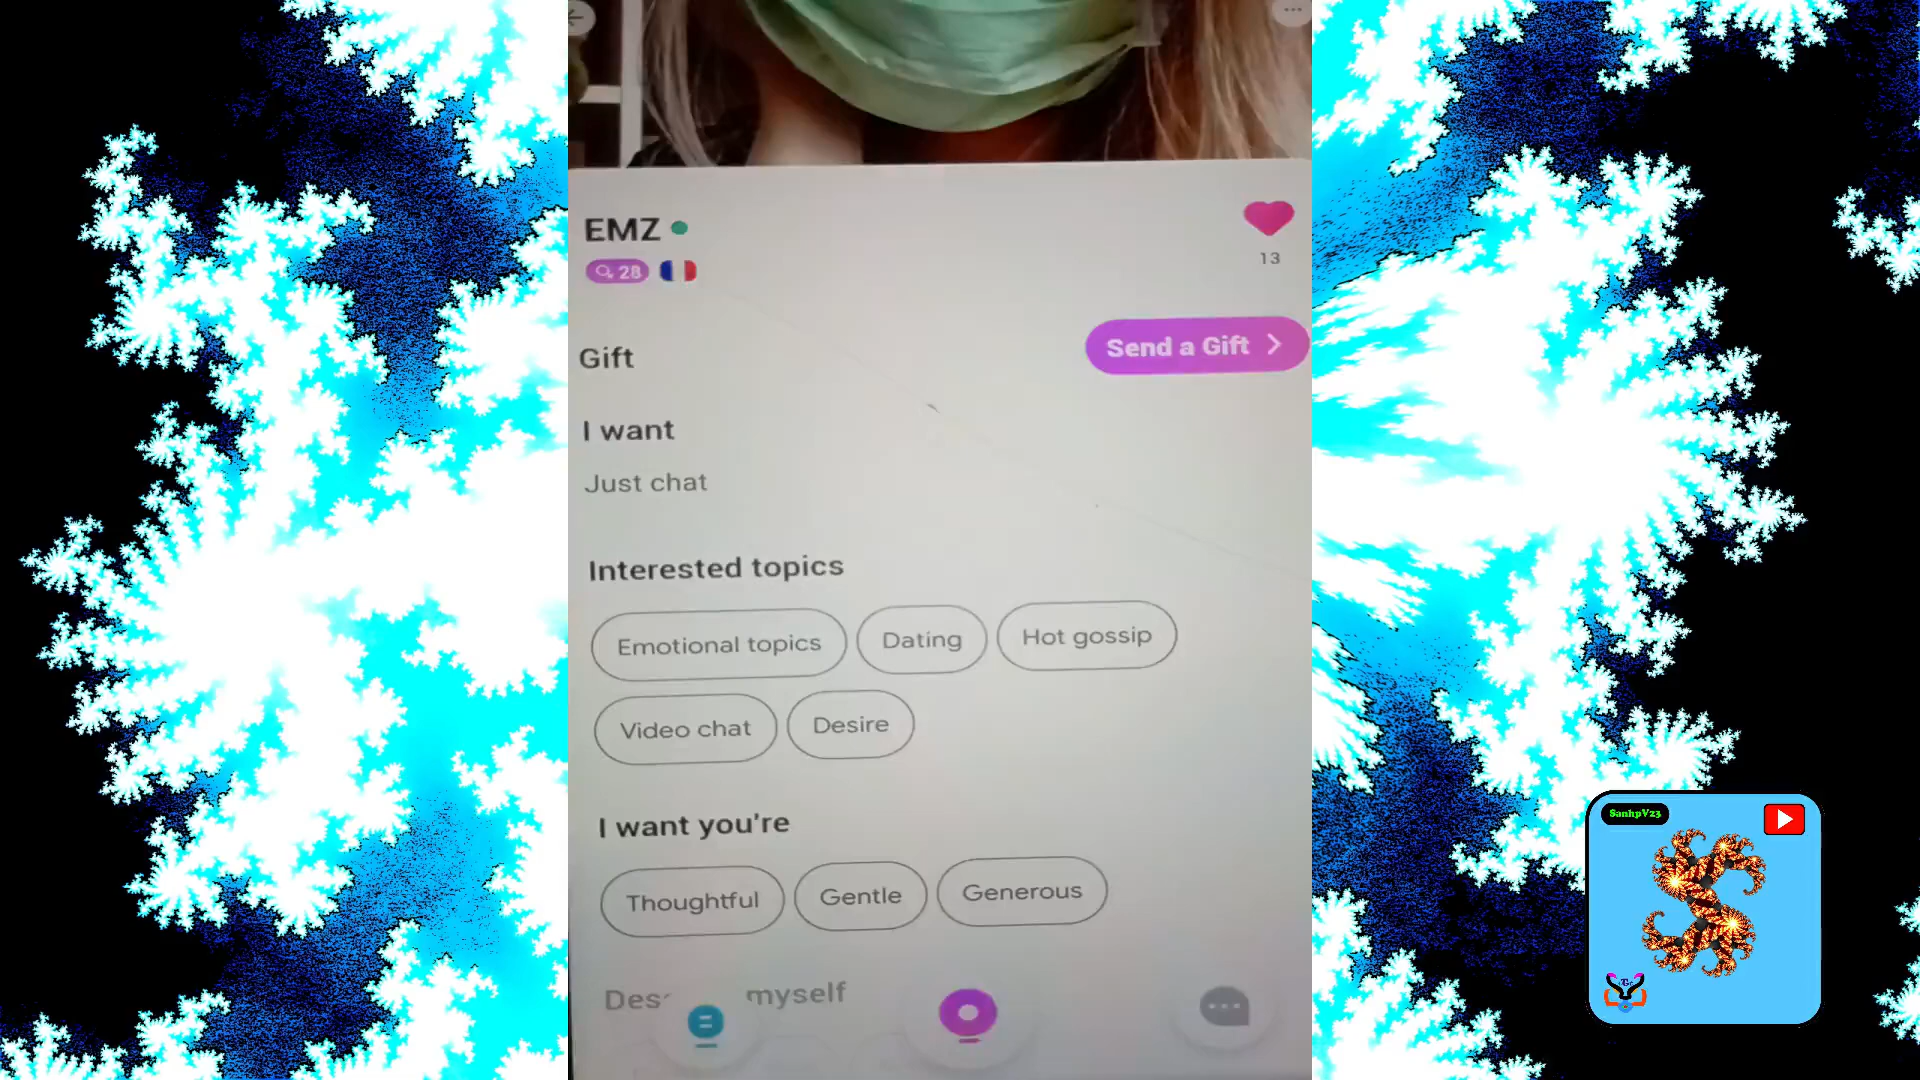 EMZ
28
13
Gift
Send a Gift
I want
Just chat
Interested topics
Emotional topics
Dating
Hot gossip
Video chat
Desire
I want you're
Thoughtful
Gentle
Generous
myself
SanhpV23